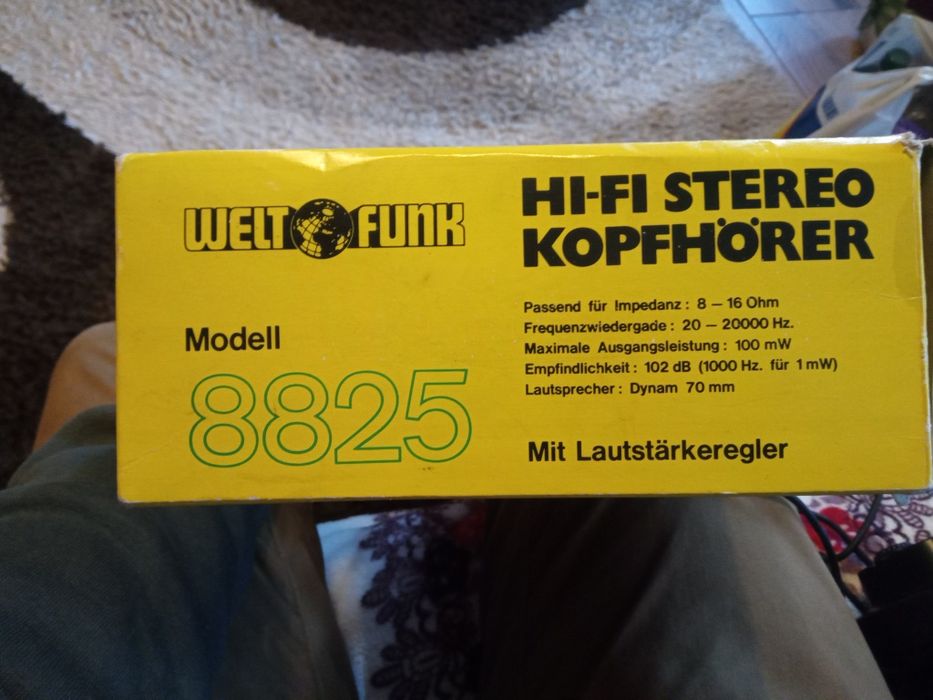 WELT FUNK
Modell
8825
HI-FI STEREO
KOPFHÖRER
Passend für Impedanz : 8 – 16 Ohm
Frequenzwiedergade : 20 – 20000 Hz.
Maximale Ausgangsleistung : 100 mW
Empfindlichkeit : 102 dB (1000 Hz. für 1 mW)
Lautsprecher : Dynam 70 mm
Mit Lautstärkeregler